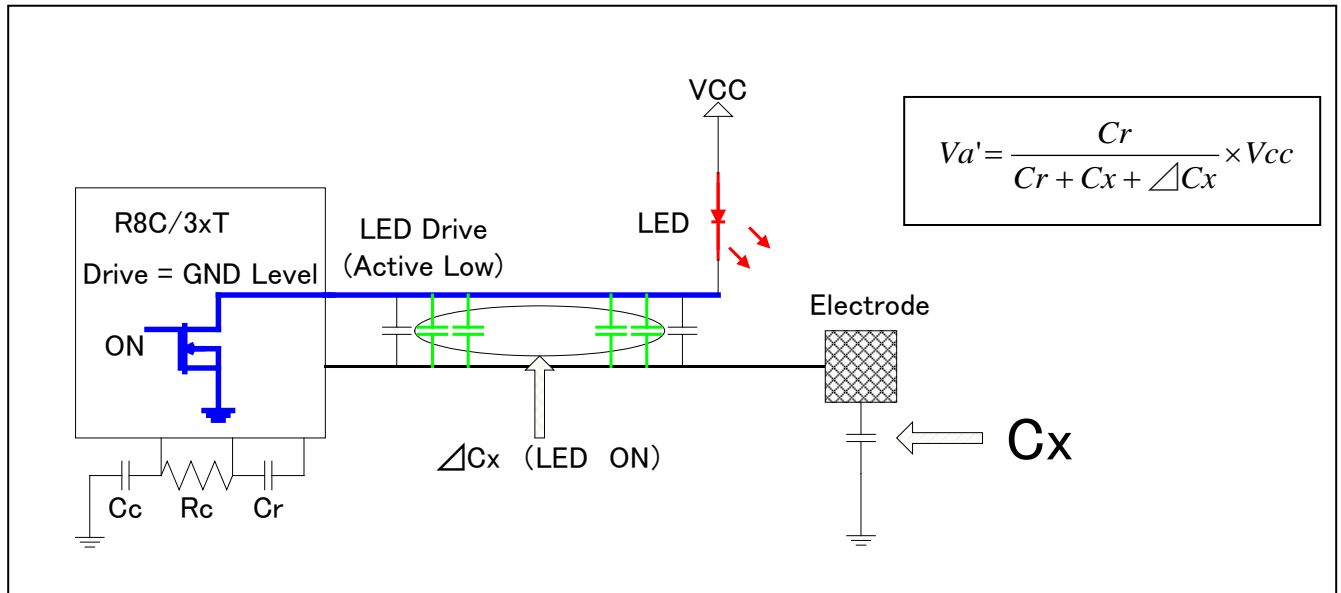 VCC
Va' = Cr / (Cr + Cx + ⊿Cx) × Vcc
R8C/3xT
LED Drive
(Active Low)
LED
Drive = GND Level
Electrode
ON
Cx
⊿Cx (LED ON)
Cc Rc Cr